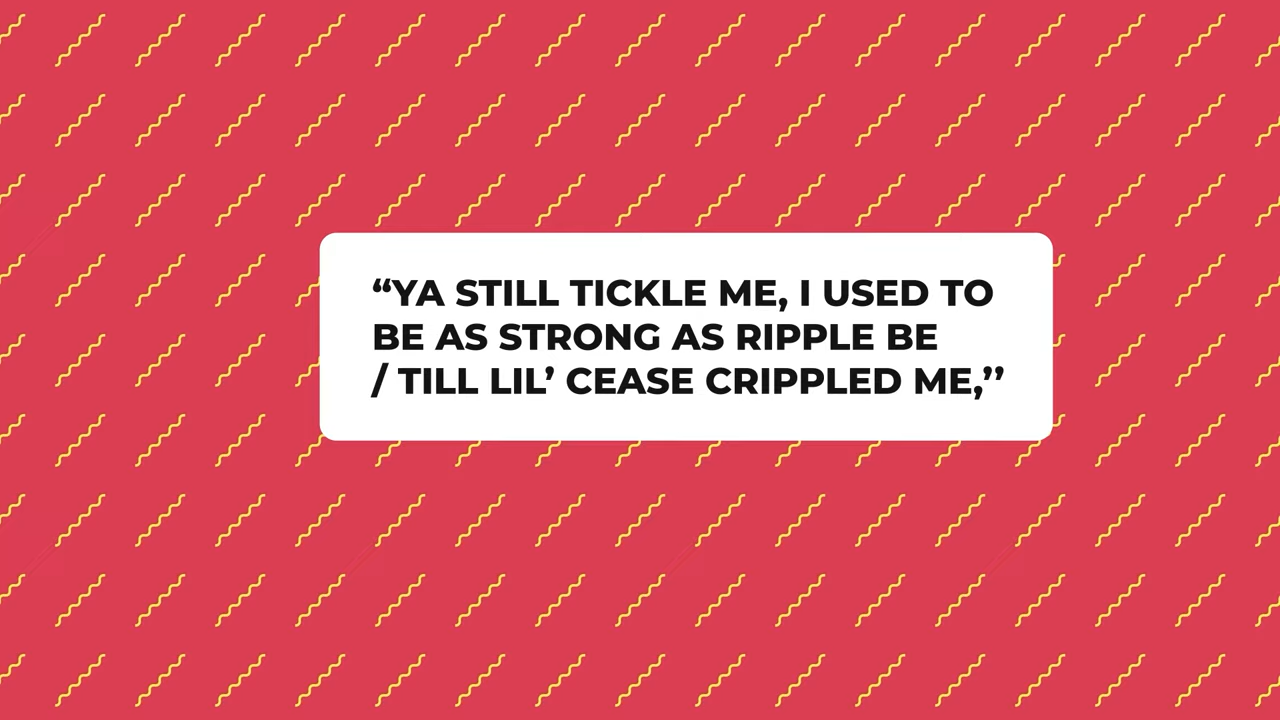 “YA STILL TICKLE ME, I USED TO
BE AS STRONG AS RIPPLE BE
/ TILL LIL’ CEASE CRIPPLED ME,’’